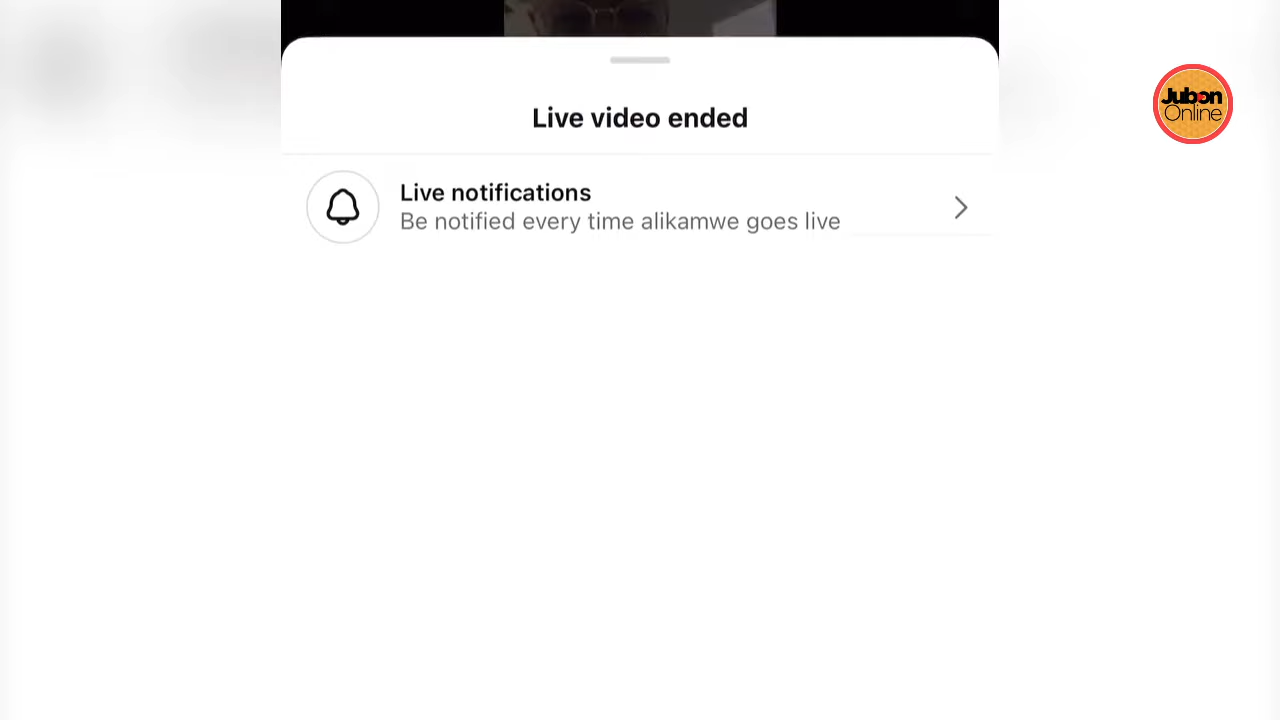 Live video ended
Live notifications
Be notified every time alikamwe goes live
Jubon
Online